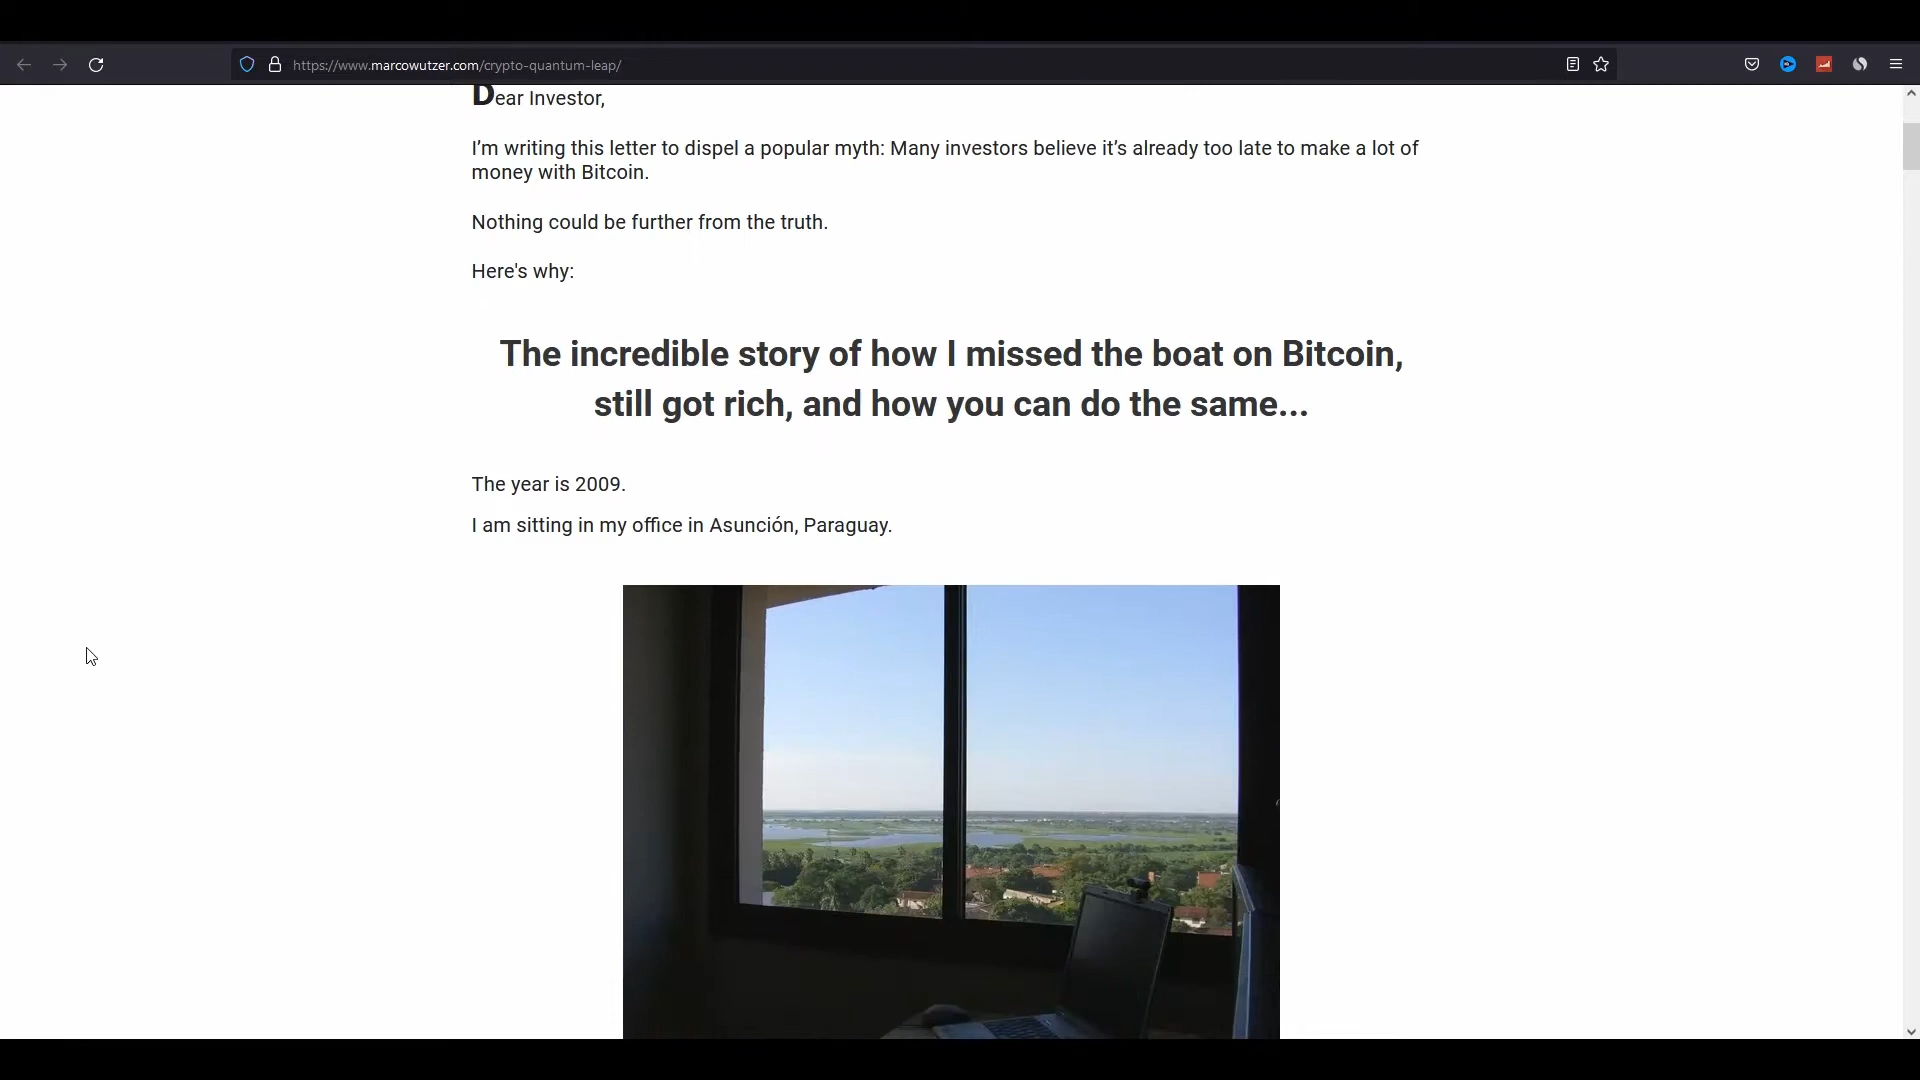 https://www.marcowutzer.com/crypto-quantum-leap/
Dear Investor,
I’m writing this letter to dispel a popular myth: Many investors believe it’s already too late to make a lot of
money with Bitcoin.
Nothing could be further from the truth.
Here's why:
The incredible story of how I missed the boat on Bitcoin,
still got rich, and how you can do the same...
The year is 2009.
I am sitting in my office in Asunción, Paraguay.